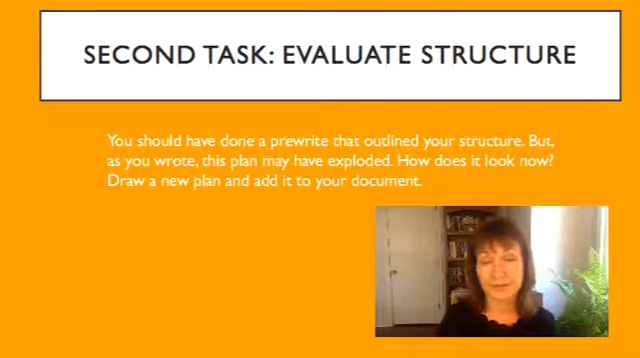 SECOND TASK: EVALUATE STRUCTURE
You should have done a prewrite that outlined your structure. But,
as you wrote, this plan may have exploded. How does it look now?
Draw a new plan and add it to your document.